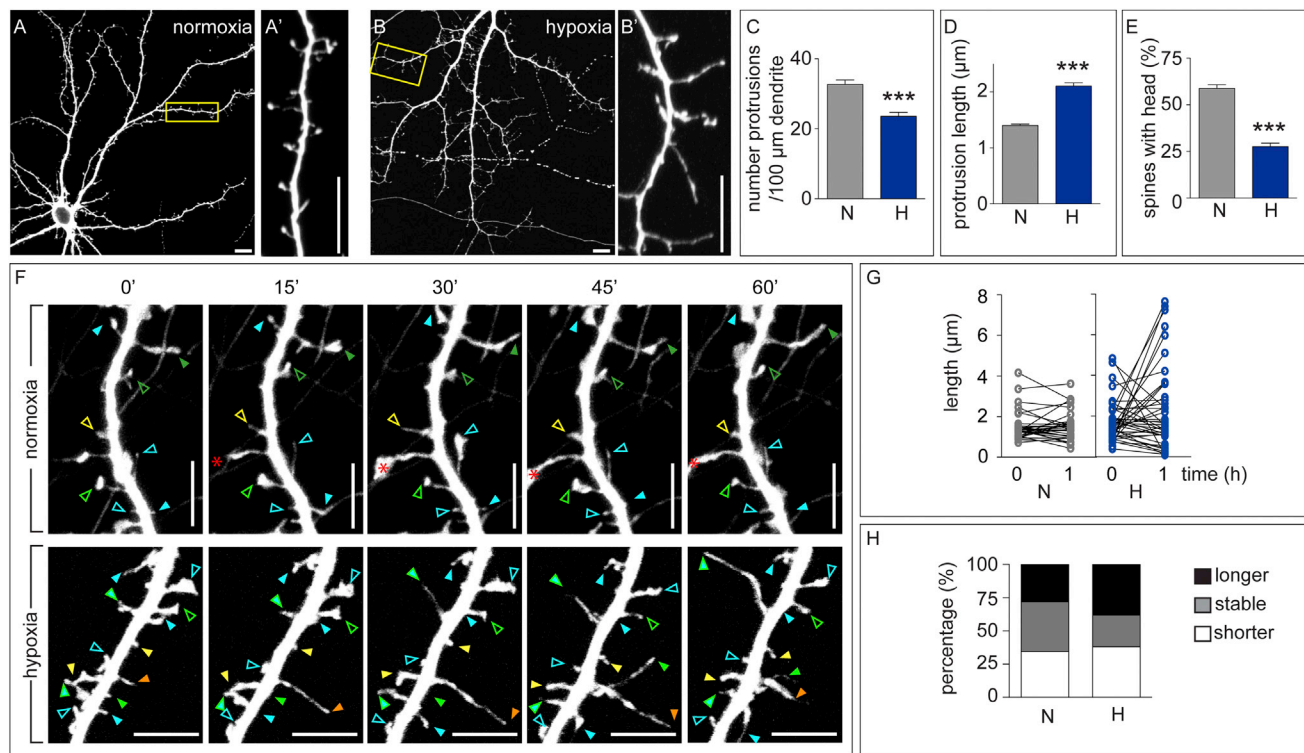 A normoxia
A'
B hypoxia
B'
C
number protrusions
/100 μm dendrite
60
40
20
0
***
N H
D
protrusion length (μm)
2
1
0
***
N H
E
spines with head (%)
75
50
25
0
***
N H
F
0' 15' 30' 45' 60'
normoxia
* * * *
hypoxia
G
length (μm)
8
6
4
2
0
0 1 0 1 time (h)
N H
H
percentage (%)
100
75
50
25
0
N H
longer
stable
shorter